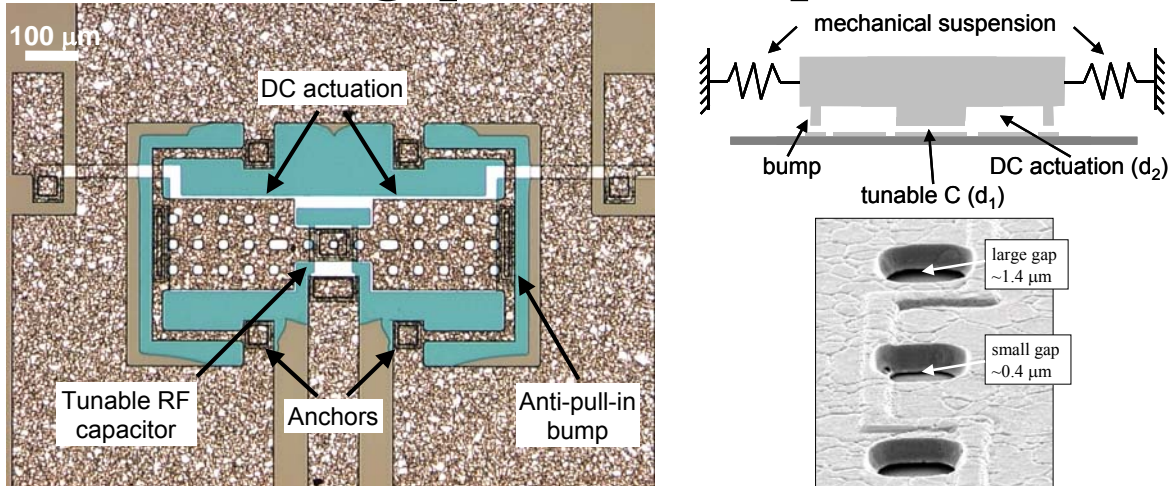 100 μm
DC actuation
Tunable RF
capacitor
Anchors
Anti-pull-in
bump
mechanical suspension
bump
DC actuation (d2)
tunable C (d1)
large gap
~1.4 μm
small gap
~0.4 μm